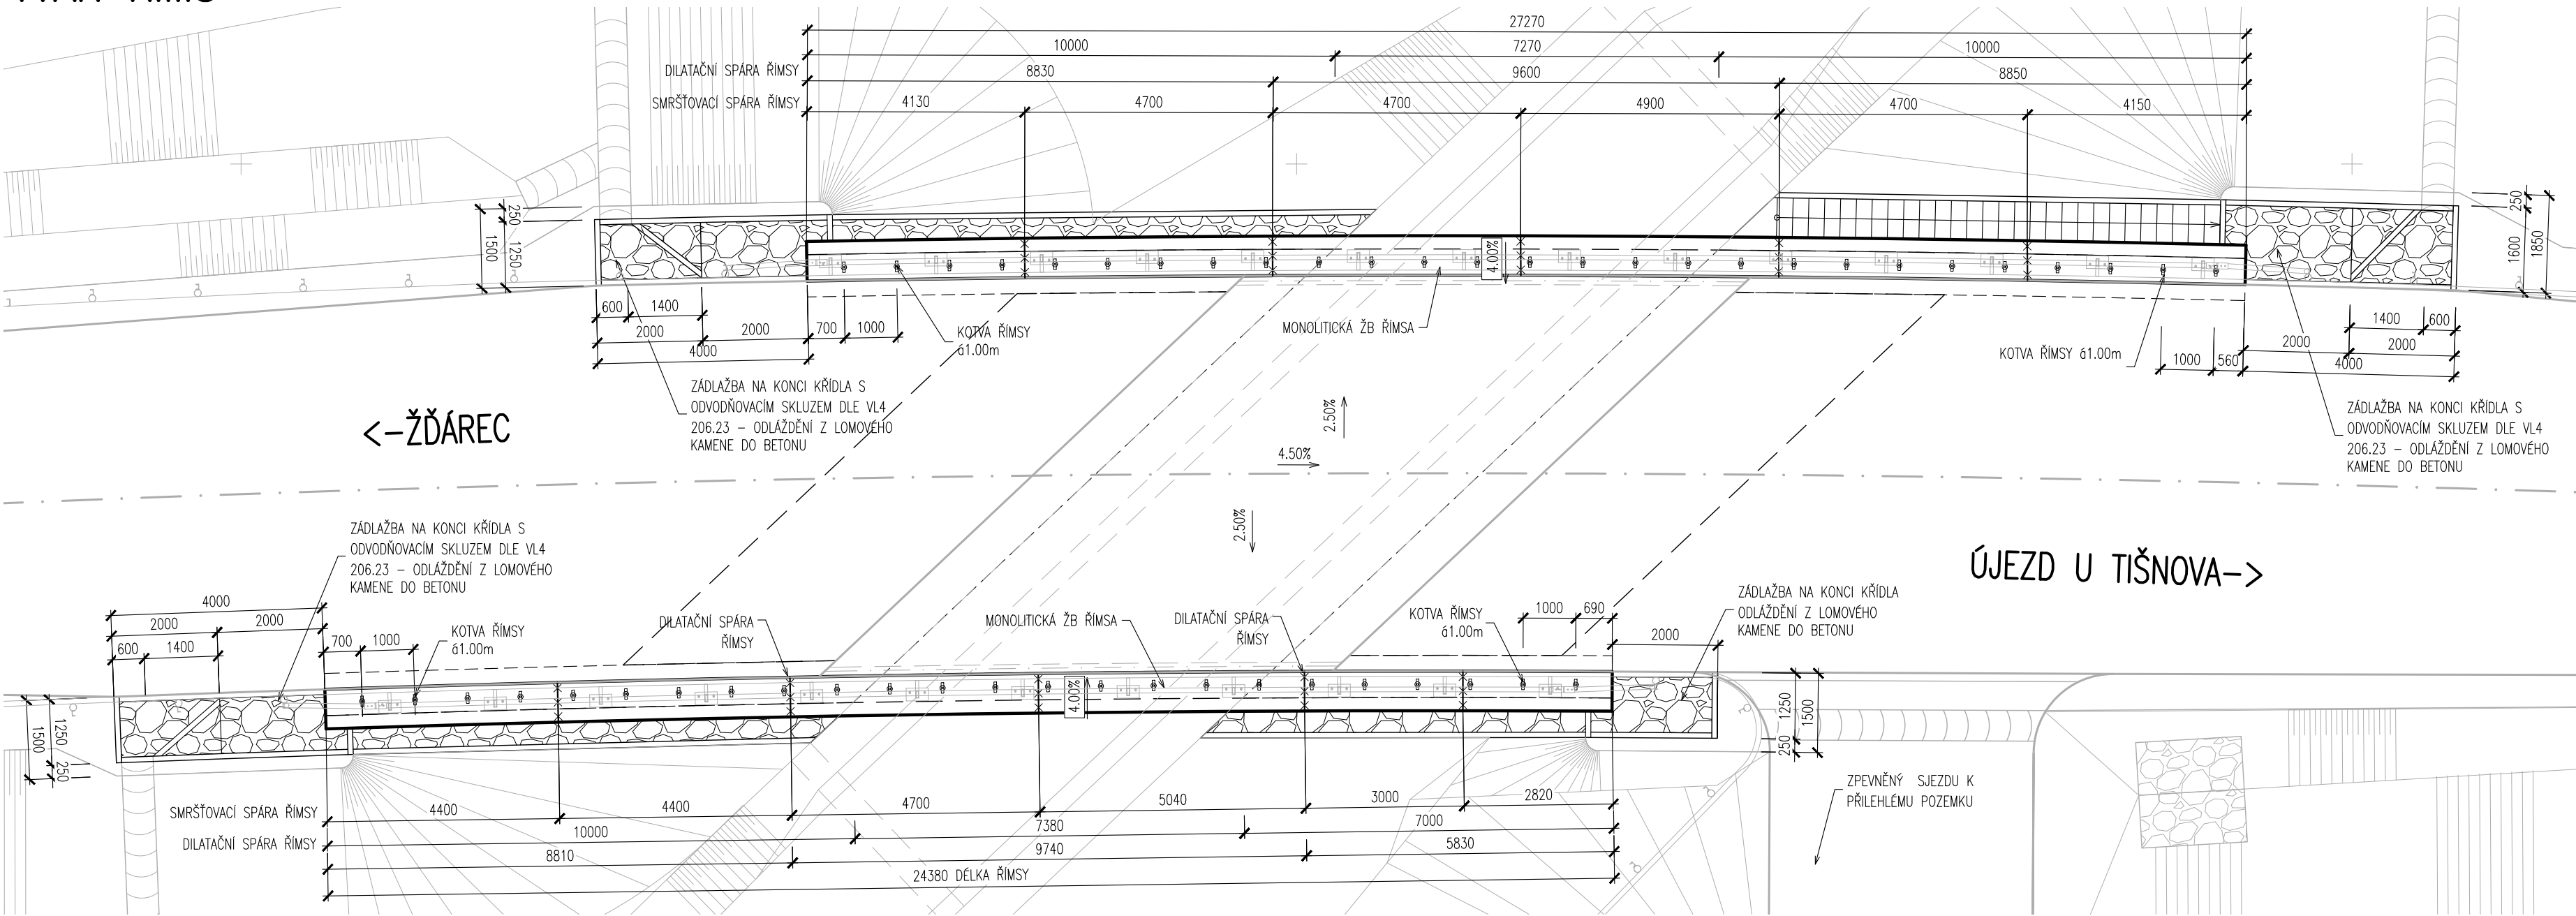 27270
10000
7270
10000
DILATAČNÍ SPÁRA ŘÍMSY
8830
9600
8850
SMRŠŤOVACÍ SPÁRA ŘÍMSY
4130
4700
4700
4900
4700
4150
250
1500
1250
4.00%
250
1600
1850
600
1400
2000
2000
700
1000
4000
KOTVA ŘÍMSY
á1.00m
MONOLITICKÁ ŽB ŘÍMSA
KOTVA ŘÍMSY á1.00m
1400
600
2000
2000
1000
560
4000
ZÁDLAŽBA NA KONCI KŘÍDLA S
ODVODŇOVACÍM SKLUZEM DLE VL4
206.23 – ODLÁŽDĚNÍ Z LOMOVÉHO
KAMENE DO BETONU
ZÁDLAŽBA NA KONCI KŘÍDLA S
ODVODŇOVACÍM SKLUZEM DLE VL4
206.23 – ODLÁŽDĚNÍ Z LOMOVÉHO
KAMENE DO BETONU
<–ŽĎÁREC
2.50%
4.50%
2.50%
ÚJEZD U TIŠNOVA–>
ZÁDLAŽBA NA KONCI KŘÍDLA S
ODVODŇOVACÍM SKLUZEM DLE VL4
206.23 – ODLÁŽDĚNÍ Z LOMOVÉHO
KAMENE DO BETONU
4000
2000
2000
600
1400
700
1000
KOTVA ŘÍMSY
á1.00m
DILATAČNÍ SPÁRA
ŘÍMSY
MONOLITICKÁ ŽB ŘÍMSA
DILATAČNÍ SPÁRA
ŘÍMSY
KOTVA ŘÍMSY
á1.00m
1000
690
2000
ZÁDLAŽBA NA KONCI KŘÍDLA
ODLÁŽDĚNÍ Z LOMOVÉHO
KAMENE DO BETONU
1500
1250
250
4.00%
1250
1500
250
ZPEVNĚNÝ SJEZDU K
PŘILEHLÉMU POZEMKU
SMRŠŤOVACÍ SPÁRA ŘÍMSY
4400
4400
4700
5040
3000
2820
DILATAČNÍ SPÁRA ŘÍMSY
10000
7380
7000
8810
9740
5830
24380 DÉLKA ŘÍMSY